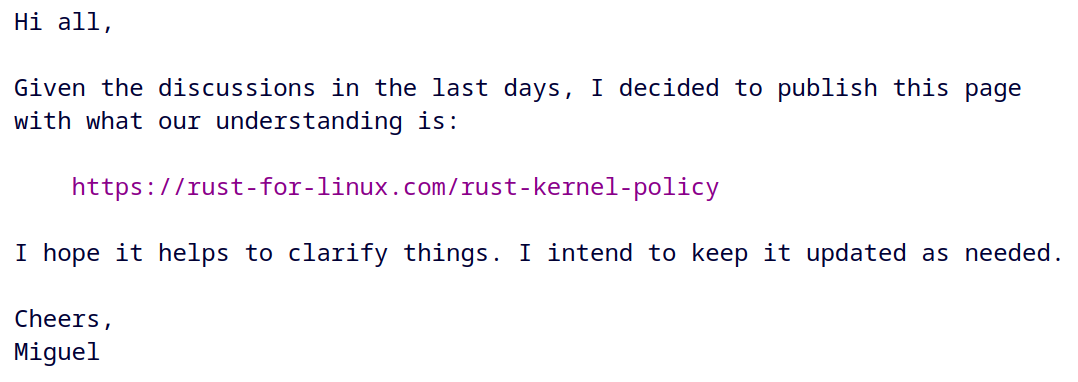 Hi all,
Given the discussions in the last days, I decided to publish this page
with what our understanding is:
https://rust-for-linux.com/rust-kernel-policy
I hope it helps to clarify things. I intend to keep it updated as needed.
Cheers,
Miguel